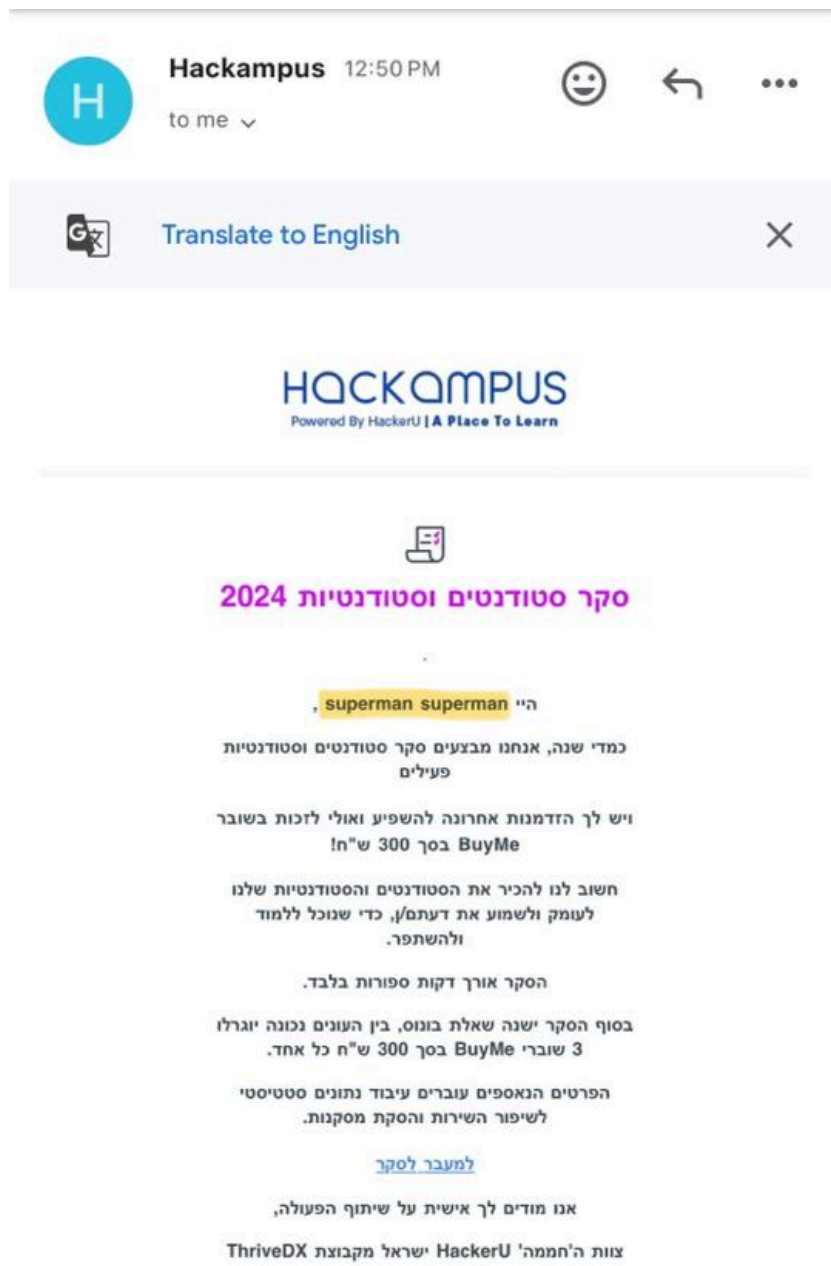 H
Hackampus 12:50 PM
to me
Translate to English
HACKAMPUS
Powered By HackerU | A Place To Learn
סקר סטודנטים וסטודנטיות 2024
.
היי superman superman ,
כמדי שנה, אנחנו מבצעים סקר סטודנטים וסטודנטיות
פעילים
ויש לך הזדמנות אחרונה להשפיע ואולי לזכות בשובר
BuyMe בסך 300 ש"ח!
חשוב לנו להכיר את הסטודנטים והסטודנטיות שלנו
לעומק ולשמוע את דעתם/ן, כדי שנוכל ללמוד
ולהשתפר.
הסקר אורך דקות ספורות בלבד.
בסוף הסקר ישנה שאלת בונוס, בין העונים נכונה יוגרלו
3 שוברי BuyMe בסך 300 ש"ח כל אחד.
הפרטים הנאספים עוברים עיבוד נתונים סטטיסטי
לשיפור השירות והסקת מסקנות.
למעבר לסקר
אנו מודים לך אישית על שיתוף הפעולה,
צוות ה'חממה' HackerU ישראל מקבוצת ThriveDX